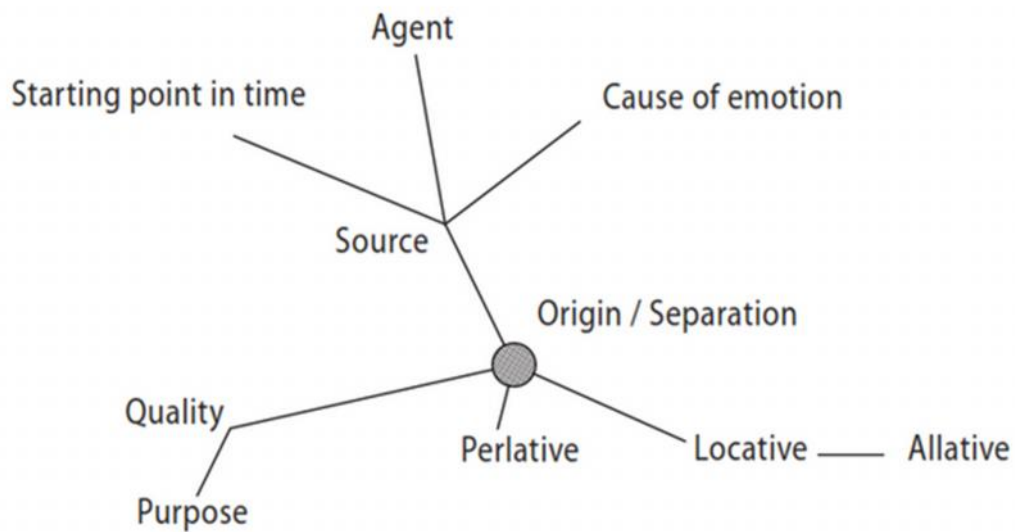 Agent
Starting point in time
Cause of emotion
Source
Origin / Separation
Quality
Perlative
Locative
Allative
Purpose